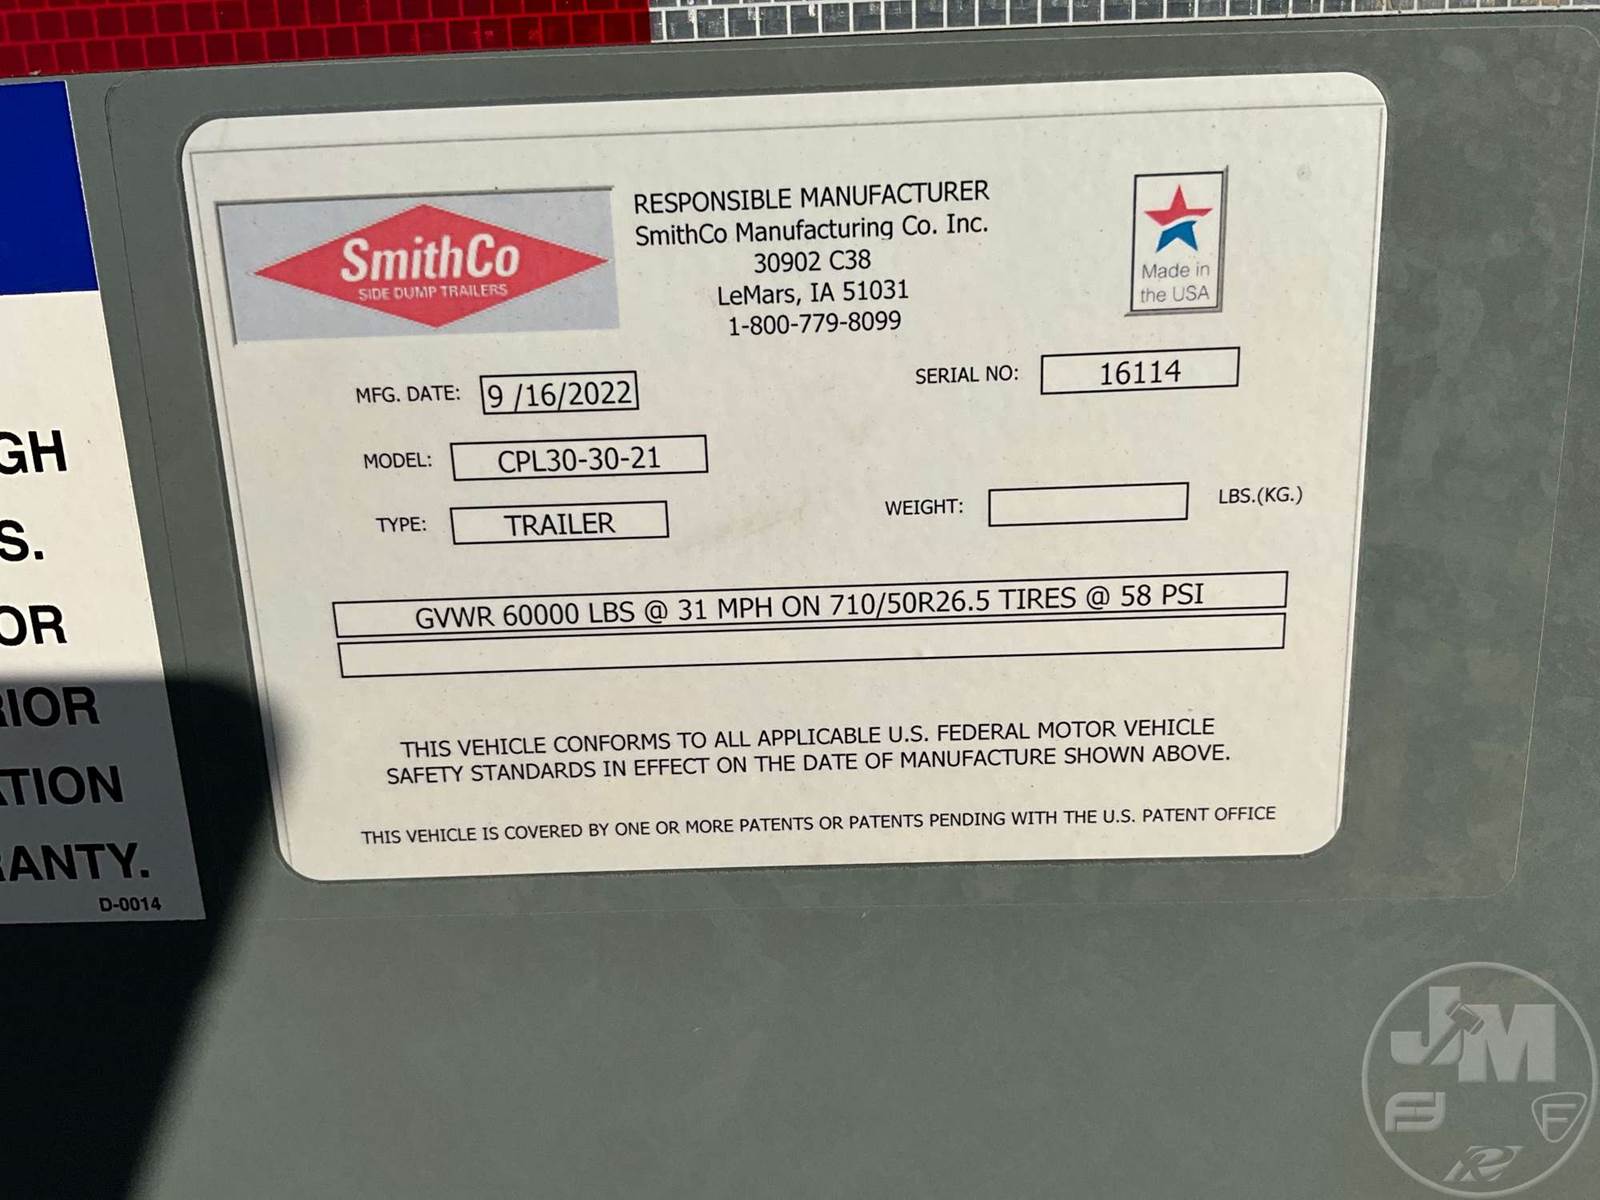 SmithCo
SIDE DUMP TRAILERS
RESPONSIBLE MANUFACTURER
SmithCo Manufacturing Co. Inc.
30902 C38
LeMars, IA 51031
1-800-779-8099
Made in
the USA
MFG. DATE: 9 /16/2022
SERIAL NO: 16114
MODEL: CPL30-30-21
TYPE: TRAILER
WEIGHT: LBS.(KG.)
GVWR 60000 LBS @ 31 MPH ON 710/50R26.5 TIRES @ 58 PSI
THIS VEHICLE CONFORMS TO ALL APPLICABLE U.S. FEDERAL MOTOR VEHICLE
SAFETY STANDARDS IN EFFECT ON THE DATE OF MANUFACTURE SHOWN ABOVE.
THIS VEHICLE IS COVERED BY ONE OR MORE PATENTS OR PATENTS PENDING WITH THE U.S. PATENT OFFICE
GH
S.
OR
RIOR
ATION
RANTY.
D-0014
JM